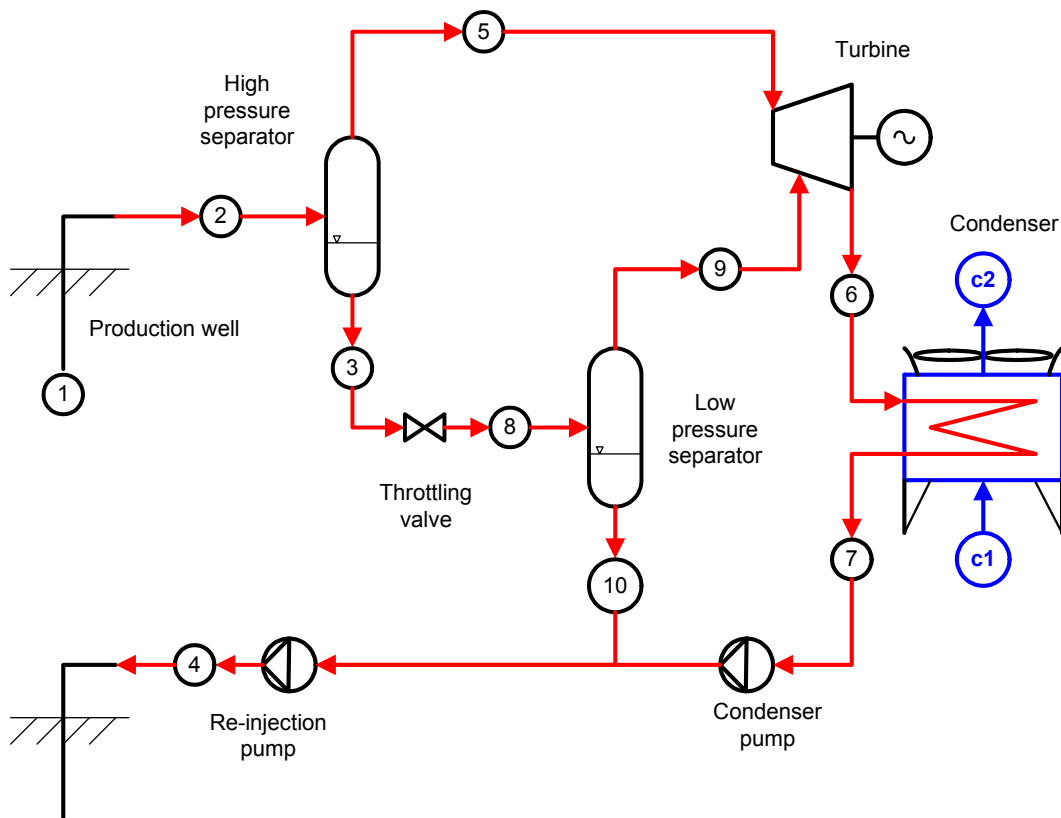 5
Turbine
High
pressure
separator
2
Condenser
c2
9
6
Production well
3
1
8
Low
pressure
separator
Throttling
valve
7
c1
10
4
Re-injection
pump
Condenser
pump